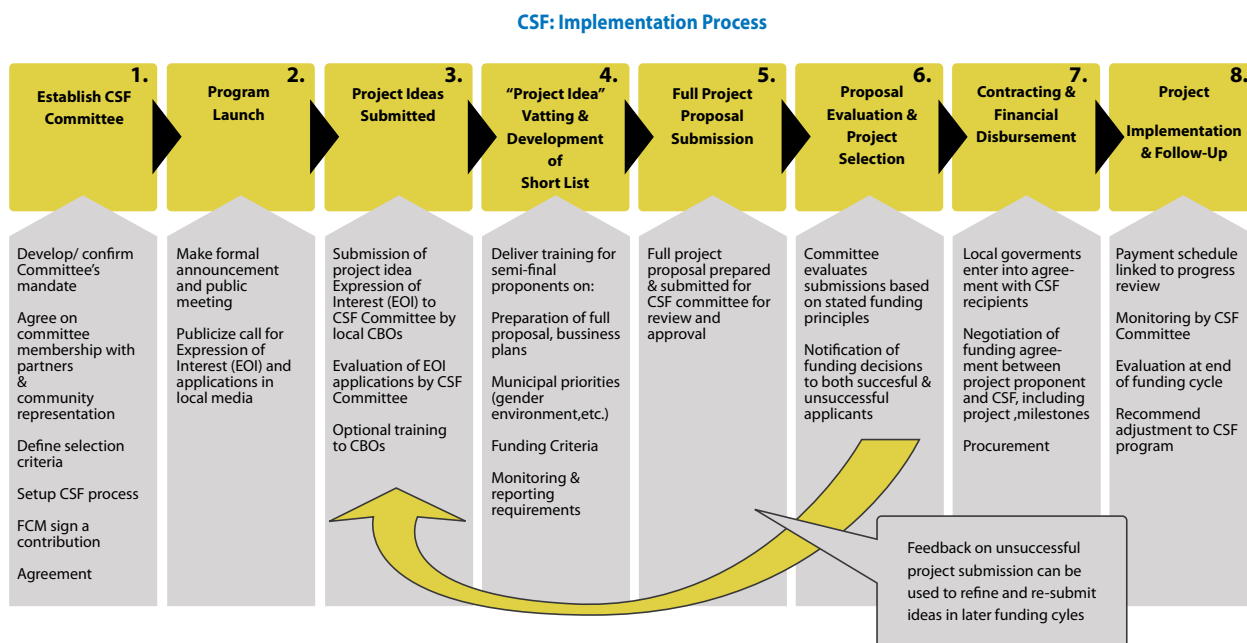 CSF: Implementation Process
1.
Establish CSF
Committee
2.
Program
Launch
3.
Project Ideas
Submitted
4.
“Project Idea”
Vatting &
Development
of
Short List
5.
Full Project
Proposal
Submission
6.
Proposal
Evaluation &
Project
Selection
7.
Contracting &
Financial
Disbursement
8.
Project
Implementation
& Follow-Up
Develop/ confirm
Committee’s
mandate
Agree on
committee
membership with
partners
&
community
representation
Define selection
criteria
Setup CSF process
FCM sign a
contribution
Agreement
Make formal
announcement
and public
meeting
Publicize call for
Expression of
Interest (EOI) and
applications in
local media
Submission of
project idea
Expression of
Interest (EOI) to
CSF Committee by
local CBOs
Evaluation of EOI
applications by CSF
Committee
Optional training
to CBOs
Deliver training for
semi-final
proponents on:
Preparation of full
proposal, bussiness
plans
Municipal priorities
(gender
environment,etc.)
Funding Criteria
Monitoring &
reporting
requirements
Full project
proposal prepared
& submitted for
CSF committee for
review and
approval
Committee
evaluates
submissions based
on stated funding
principles
Notification of
funding decisions
to both succesful &
unsuccessful
applicants
Local goverments
enter into agree-
ment with CSF
recipients
Negotiation of
funding agree-
ment between
project proponent
and CSF, including
project ,milestones
Procurement
Payment schedule
linked to progress
review
Monitoring by CSF
Committee
Evaluation at end
of funding cycle
Recommend
adjustment to CSF
program
Feedback on unsuccessful
project submission can be
used to refine and re-submit
ideas in later funding cyles